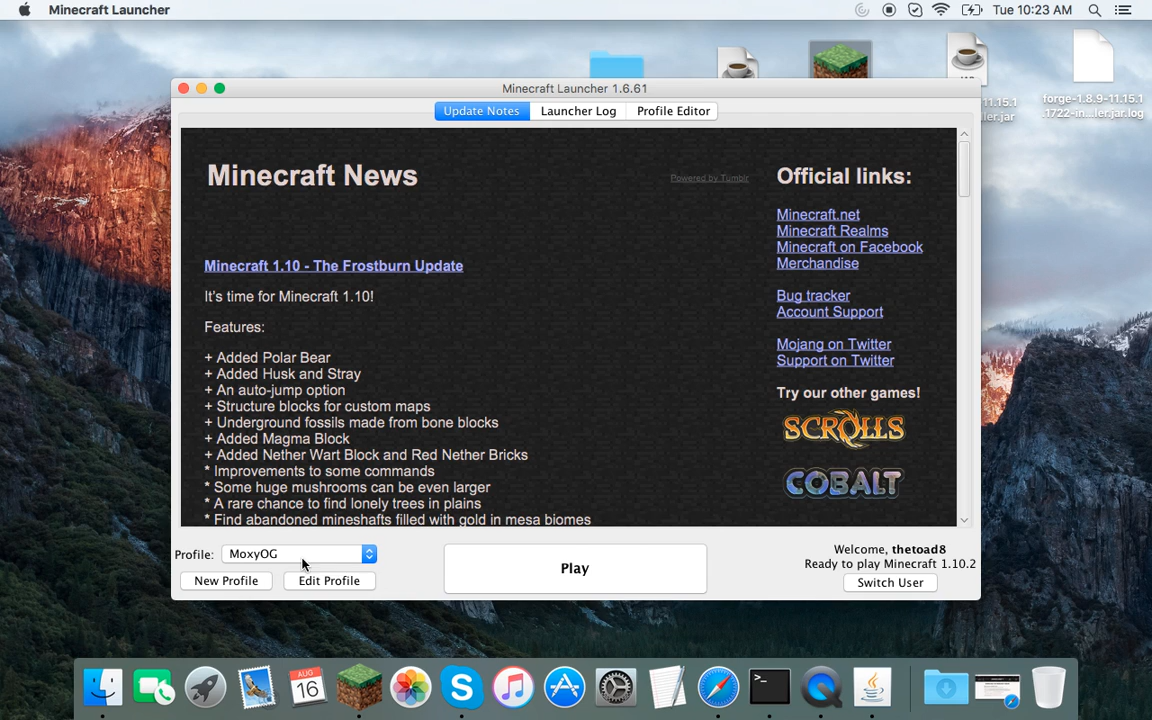 Minecraft Launcher
Tue 10:23 AM
11.15.1
ller.jar
forge-1.8.9-11.15.1
.1722-in...ler.jar.log
Minecraft Launcher 1.6.61
Update Notes
Launcher Log
Profile Editor
Minecraft News
Powered by Tumblr
Minecraft 1.10 - The Frostburn Update
It's time for Minecraft 1.10!
Features:
+ Added Polar Bear
+ Added Husk and Stray
+ An auto-jump option
+ Structure blocks for custom maps
+ Underground fossils made from bone blocks
+ Added Magma Block
+ Added Nether Wart Block and Red Nether Bricks
* Improvements to some commands
* Some huge mushrooms can be even larger
* A rare chance to find lonely trees in plains
* Find abandoned mineshafts filled with gold in mesa biomes
Official links:
Minecraft.net
Minecraft Realms
Minecraft on Facebook
Merchandise
Bug tracker
Account Support
Mojang on Twitter
Support on Twitter
Try our other games!
SCROLLS
COBALT
Profile: MoxyOG
New Profile
Edit Profile
Play
Welcome, thetoad8
Ready to play Minecraft 1.10.2
Switch User
AUG
16